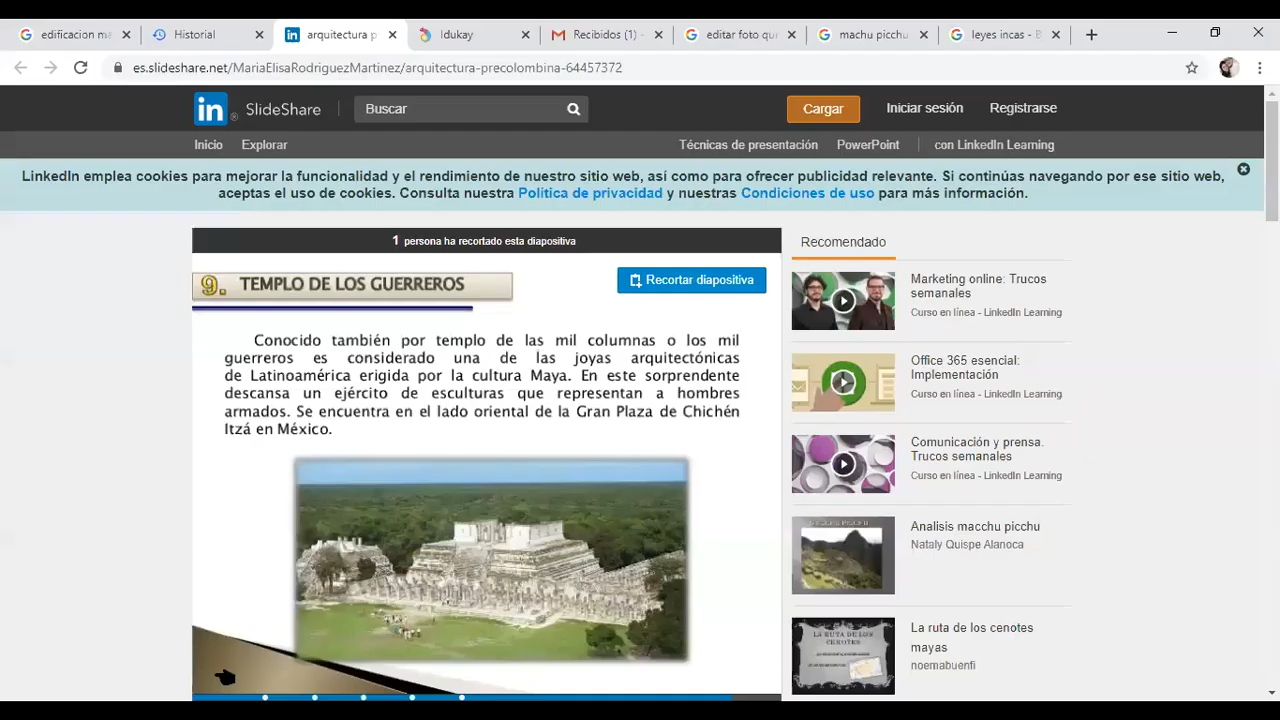 edificacion ma
Historial
arquitectura p
Idukay
Recibidos (1) -
editar foto que
machu picchu
leyes incas - B
es.slideshare.net/MariaElisaRodriguezMartinez/arquitectura-precolombina-64457372
in SlideShare
Buscar
Cargar
Iniciar sesión
Registrarse
Inicio
Explorar
Técnicas de presentación
PowerPoint
con LinkedIn Learning
LinkedIn emplea cookies para mejorar la funcionalidad y el rendimiento de nuestro sitio web, así como para ofrecer publicidad relevante. Si continúas navegando por ese sitio web,
aceptas el uso de cookies. Consulta nuestra Política de privacidad y nuestras Condiciones de uso para más información.
1 persona ha recortado esta diapositiva
9. TEMPLO DE LOS GUERREROS
Recortar diapositiva
Conocido también por templo de las mil columnas o los mil
guerreros es considerado una de las joyas arquitectónicas
de Latinoamérica erigida por la cultura Maya. En este sorprendente
descansa un ejército de esculturas que representan a hombres
armados. Se encuentra en el lado oriental de la Gran Plaza de Chichén
Itzá en México.
Recomendado
Marketing online: Trucos
semanales
Curso en línea - LinkedIn Learning
Office 365 esencial:
Implementación
Curso en línea - LinkedIn Learning
Comunicación y prensa.
Trucos semanales
Curso en línea - LinkedIn Learning
Analisis macchu picchu
Nataly Quispe Alanoca
LA RUTA DE LOS
CENOTES
La ruta de los cenotes
mayas
noemabuenfi